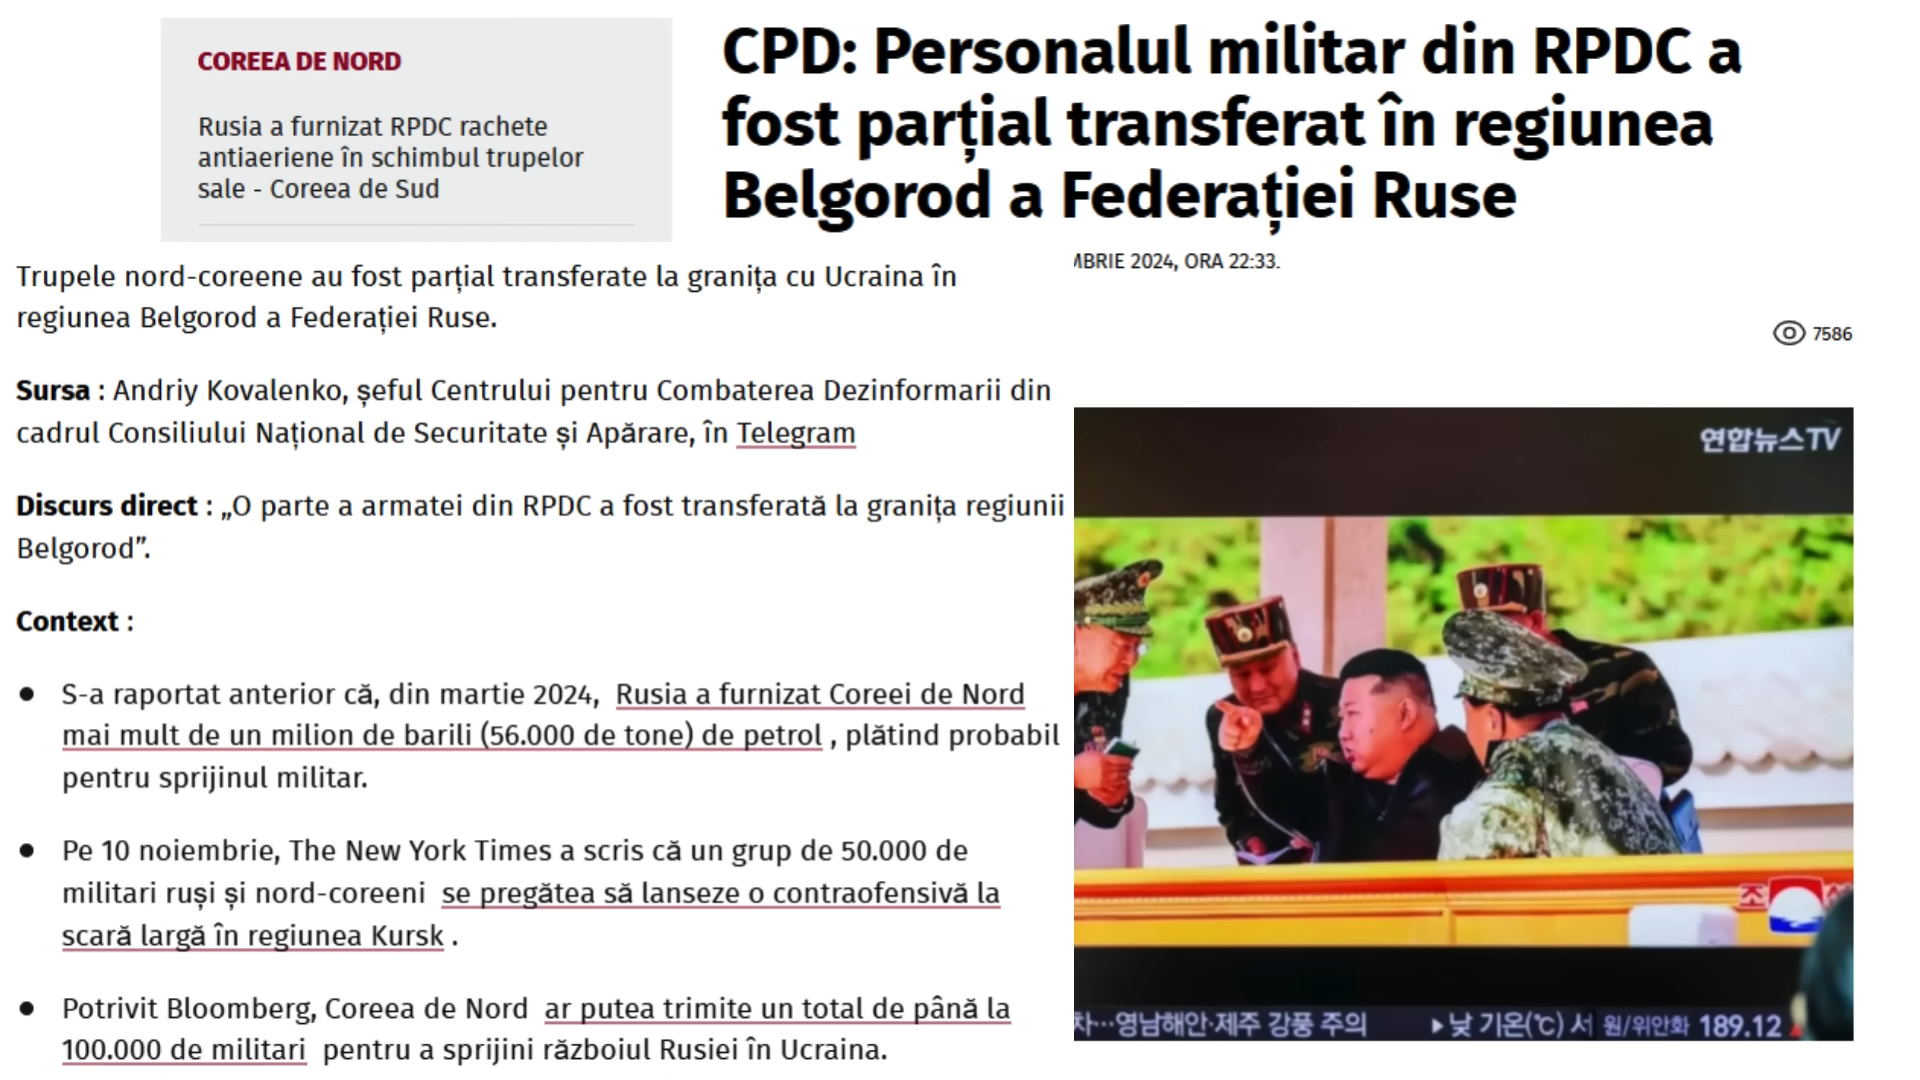 COREEA DE NORD
Rusia a furnizat RPDC rachete
antiaeriene în schimbul trupelor
sale - Coreea de Sud
CPD: Personalul militar din RPDC a
fost parțial transferat în regiunea
Belgorod a Federației Ruse
MBRIE 2024, ORA 22:33.
7586
Trupele nord-coreene au fost parțial transferate la granița cu Ucraina în
regiunea Belgorod a Federației Ruse.
Sursa : Andriy Kovalenko, șeful Centrului pentru Combaterea Dezinformarii din
cadrul Consiliului Național de Securitate și Apărare, în Telegram
Discurs direct : „O parte a armatei din RPDC a fost transferată la granița regiunii
Belgorod”.
Context :
● S-a raportat anterior că, din martie 2024, Rusia a furnizat Coreei de Nord
mai mult de un milion de barili (56.000 de tone) de petrol , plătind probabil
pentru sprijinul militar.
● Pe 10 noiembrie, The New York Times a scris că un grup de 50.000 de
militari ruși și nord-coreeni se pregătea să lanseze o contraofensivă la
scară largă în regiunea Kursk .
● Potrivit Bloomberg, Coreea de Nord ar putea trimite un total de până la
100.000 de militari pentru a sprijini războiul Rusiei în Ucraina.
연합뉴스TV
차…영남해안·제주 강풍 주의 ▶낮 기온(℃) 서 원/위안화 189.12